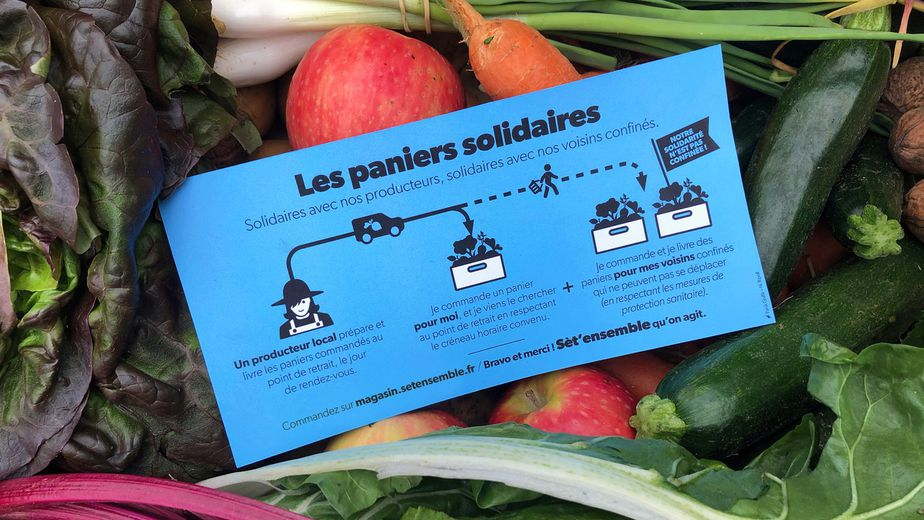 Les paniers solidaires
Solidaires avec nos producteurs, solidaires avec nos voisins confinés.
NOTRE
SOLIDARITÉ
N'EST PAS
CONFINÉE !
Un producteur local prépare et
livre les paniers commandés au
point de retrait, le jour
de rendez-vous.
Je commande un panier
pour moi, et je viens le chercher
au point de retrait en respectant
le créneau horaire convenu.
+
Je commande et je livre des
paniers pour mes voisins confinés
qui ne peuvent pas se déplacer
(en respectant les mesures de
protection sanitaire).
Commandez sur magasin.setensemble.fr / Bravo et merci ! Sèt'ensemble qu'on agit.